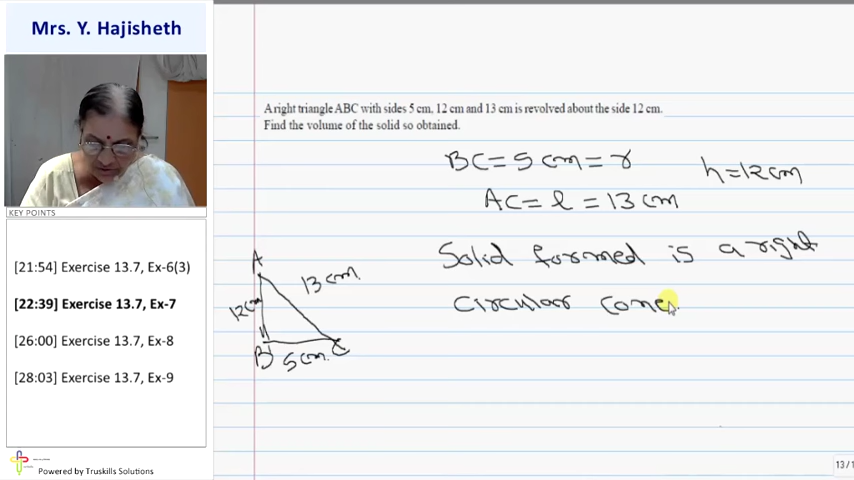 Mrs. Y. Hajisheth
KEY POINTS
[21:54] Exercise 13.7, Ex-6(3)
[22:39] Exercise 13.7, Ex-7
[26:00] Exercise 13.7, Ex-8
[28:03] Exercise 13.7, Ex-9
Powered by Truskills Solutions
A right triangle ABC with sides 5 cm, 12 cm and 13 cm is revolved about the side 12 cm.
Find the volume of the solid so obtained.
BC = 5 cm = r
h = 12 cm
AC = l = 13 cm
Solid formed is a right
circular cone.
A
13 cm.
12 cm
B
5 cm.
C
13/1